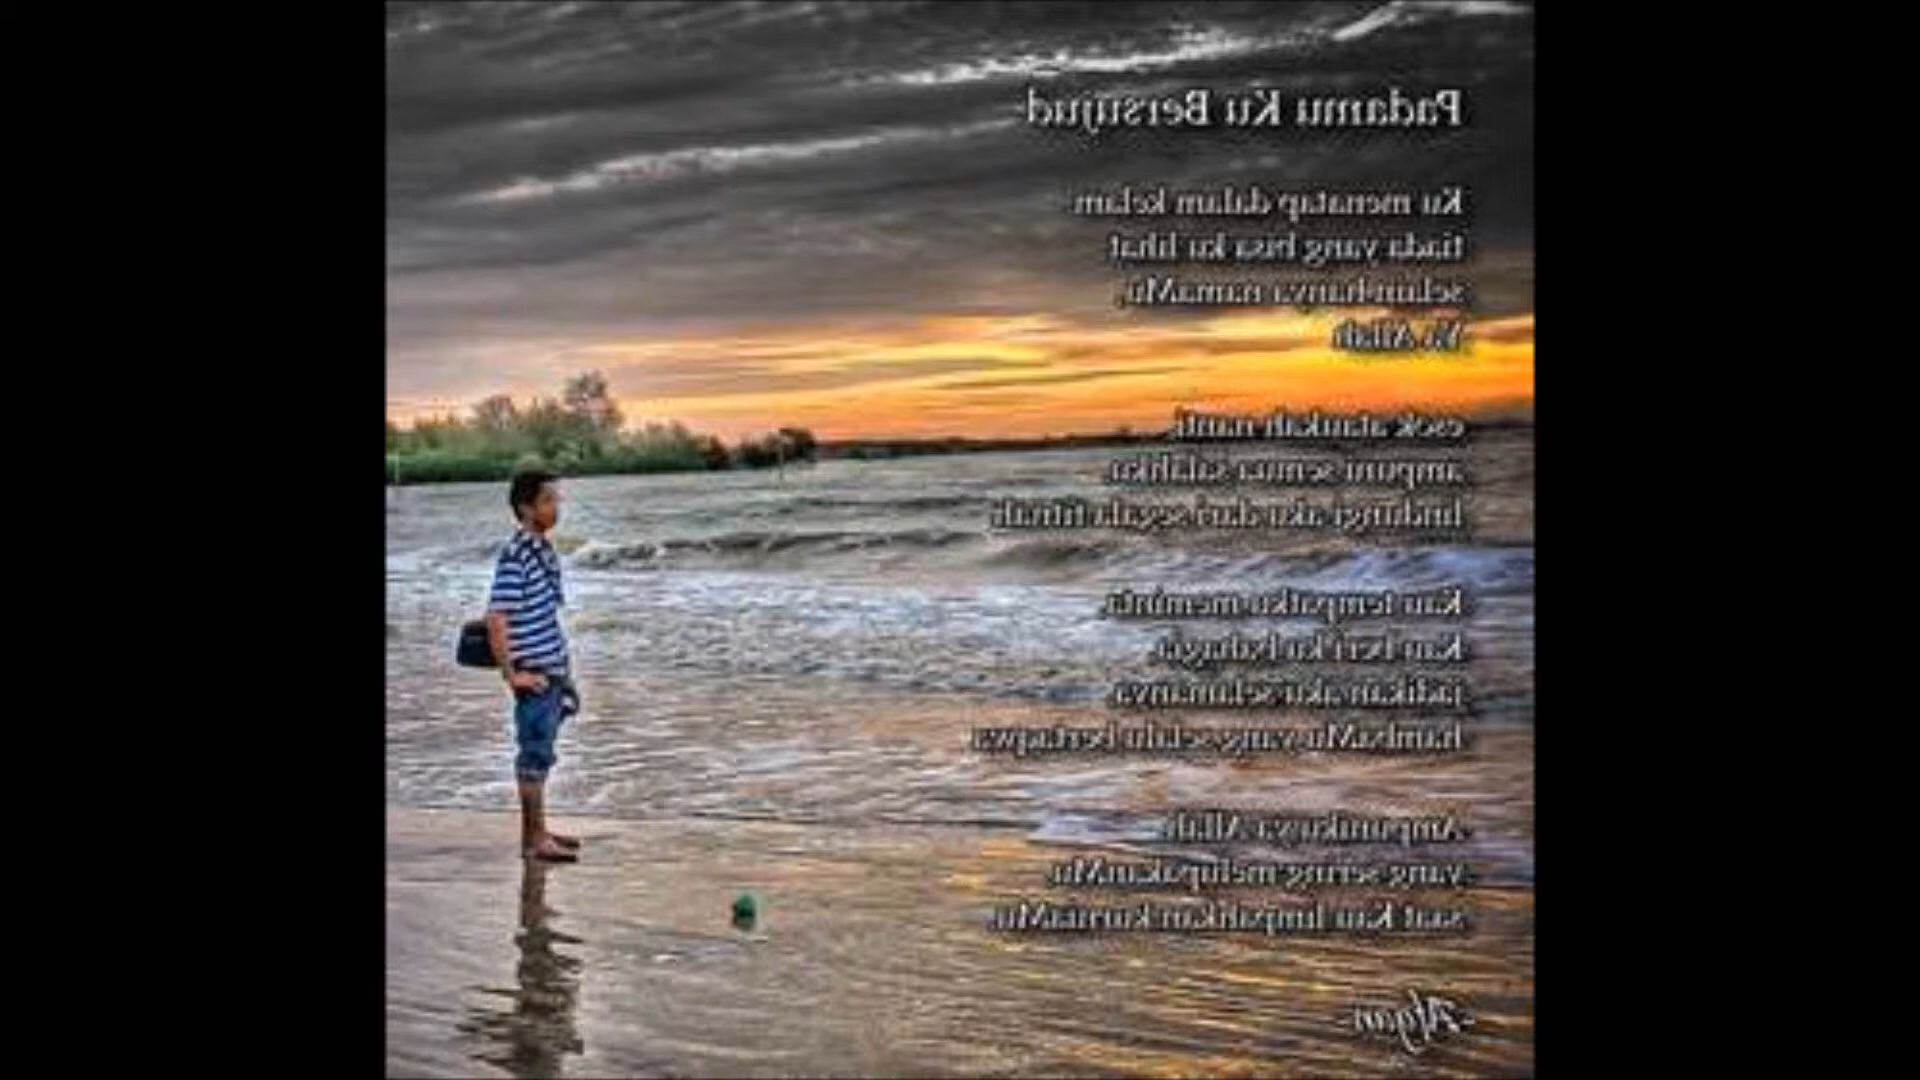 Padamu Ku Bersujud
Ku menatap dalam kelam
tiada yang bisa ku lihat
selain hanya namaMu,
Ya Allah
esok ataukah nanti,
ampuni semua salahku,
lindungi aku dari segala fitnah
Kau tempatku meminta,
Kau beri ku bahagia
jadikan aku selamanya,
hambaMu yang selalu bertaqwa
Ampuniku ya Allah
yang sering melupakanMu,
saat Kau limpahkan karuniaMu,
-Afgan-